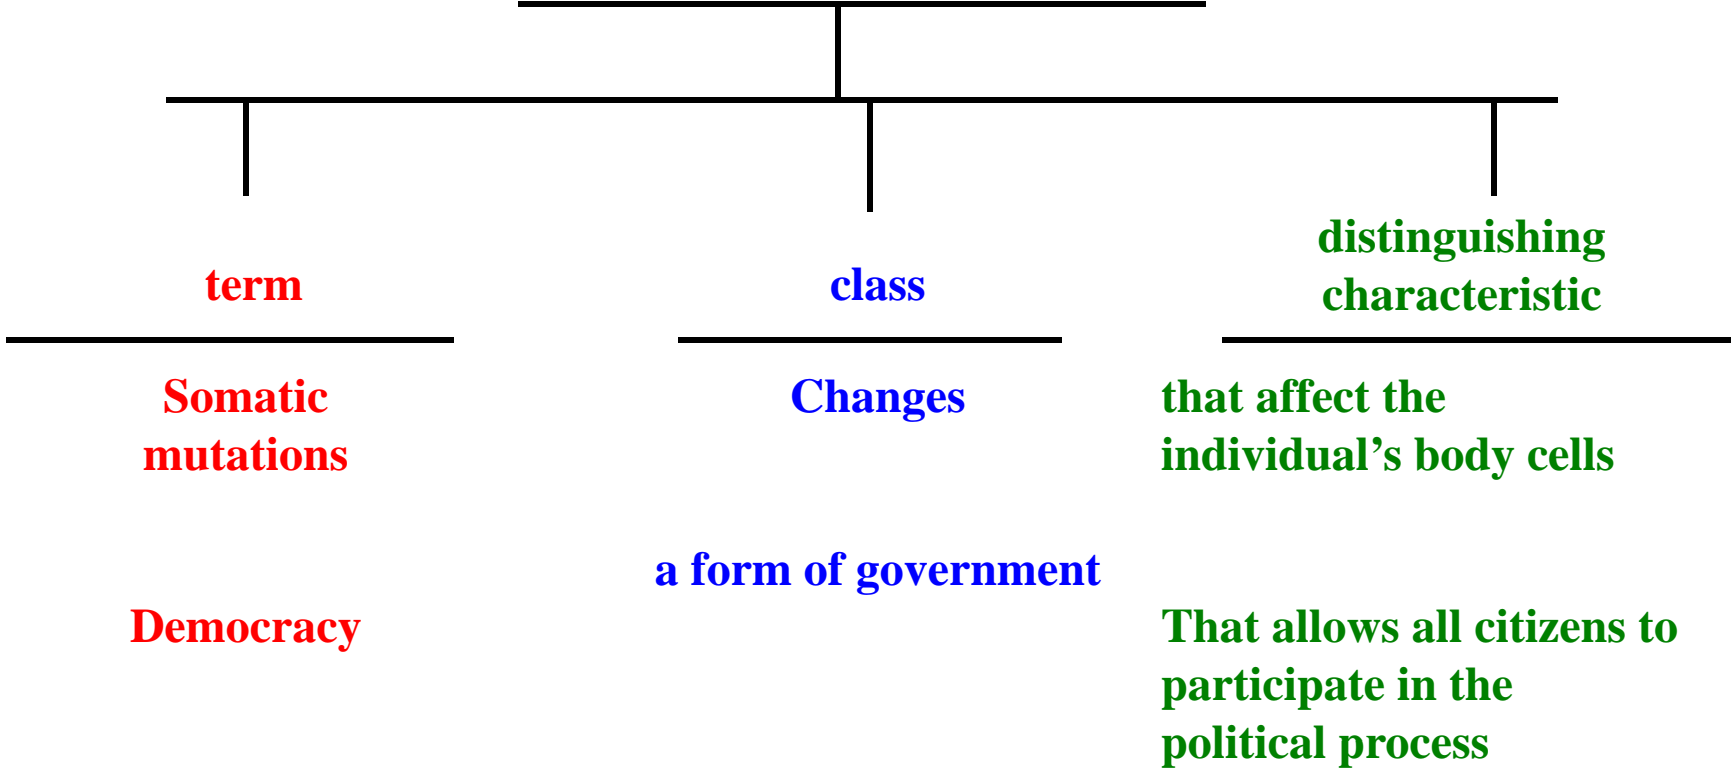 term
class
distinguishing
characteristic
Somatic
mutations
Changes
that affect the
individual’s body cells
Democracy
a form of government
That allows all citizens to
participate in the
political process